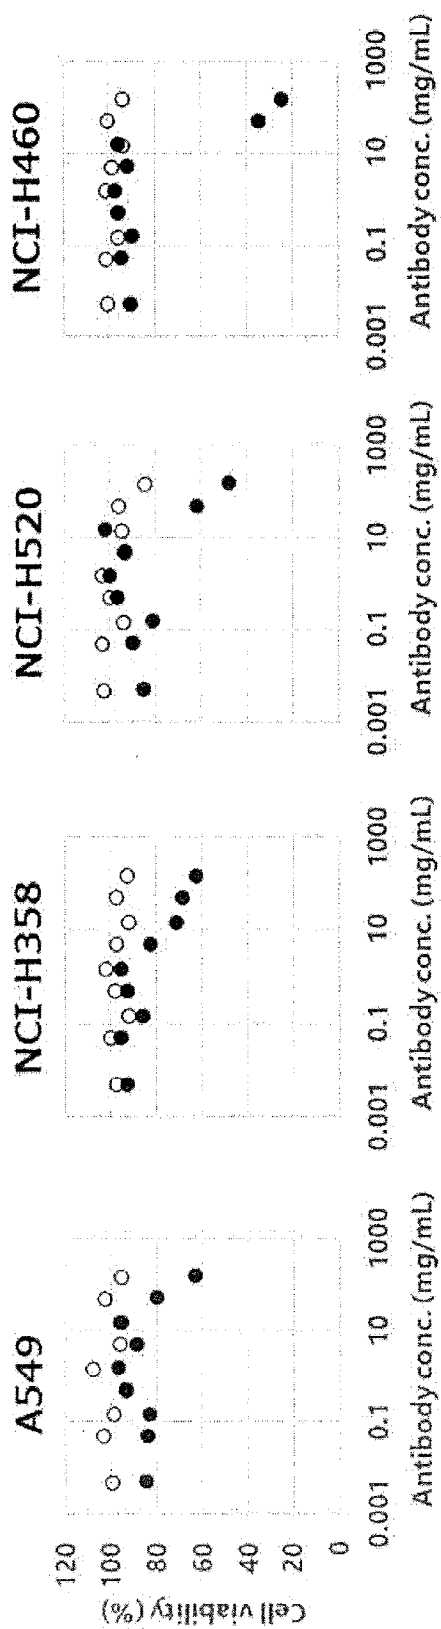 A549
NCI-H358
NCI-H520
NCI-H460
Cell viability (%)
120
100
80
60
40
20
0
0.001
0.1
10
1000
Antibody conc. (mg/mL)
0.001
0.1
10
1000
Antibody conc. (mg/mL)
0.001
0.1
10
1000
Antibody conc. (mg/mL)
0.001
0.1
10
1000
Antibody conc. (mg/mL)